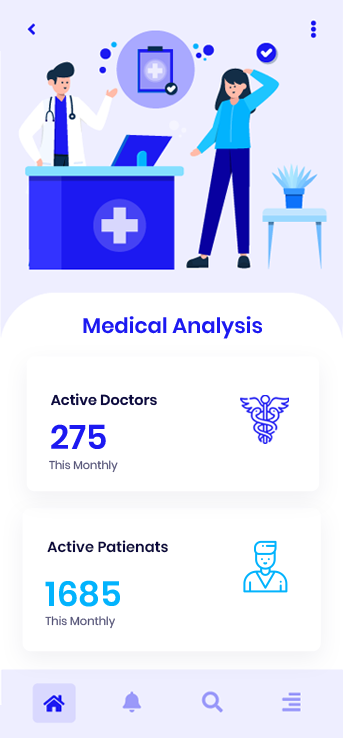 Medical Analysis
Active Doctors
275
This Monthly
Active Patienats
1685
This Monthly